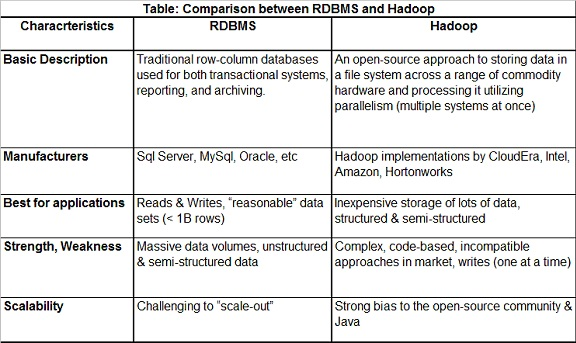 Table: Comparison between RDBMS and Hadoop
Characrteristics RDBMS Hadoop
Basic Description
Traditional row-column databases
used for both transactional systems,
reporting, and archiving.
An open-source approach to storing data in
a file system across a range of commodity
hardware and processing it utilizing
parallelism (multiple systems at once)
Manufacturers
Sql Server, MySql, Oracle, etc
Hadoop implementations by CloudEra, Intel,
Amazon, Hortonworks
Best for applications
Reads & Writes, “reasonable” data
sets (< 1B rows)
Inexpensive storage of lots of data,
structured & semi-structured
Strength, Weakness
Massive data volumes, unstructured
& semi-structured data
Complex, code-based, incompatible
approaches in market, writes (one at a time)
Scalability
Challenging to “scale-out”
Strong bias to the open-source community &
Java